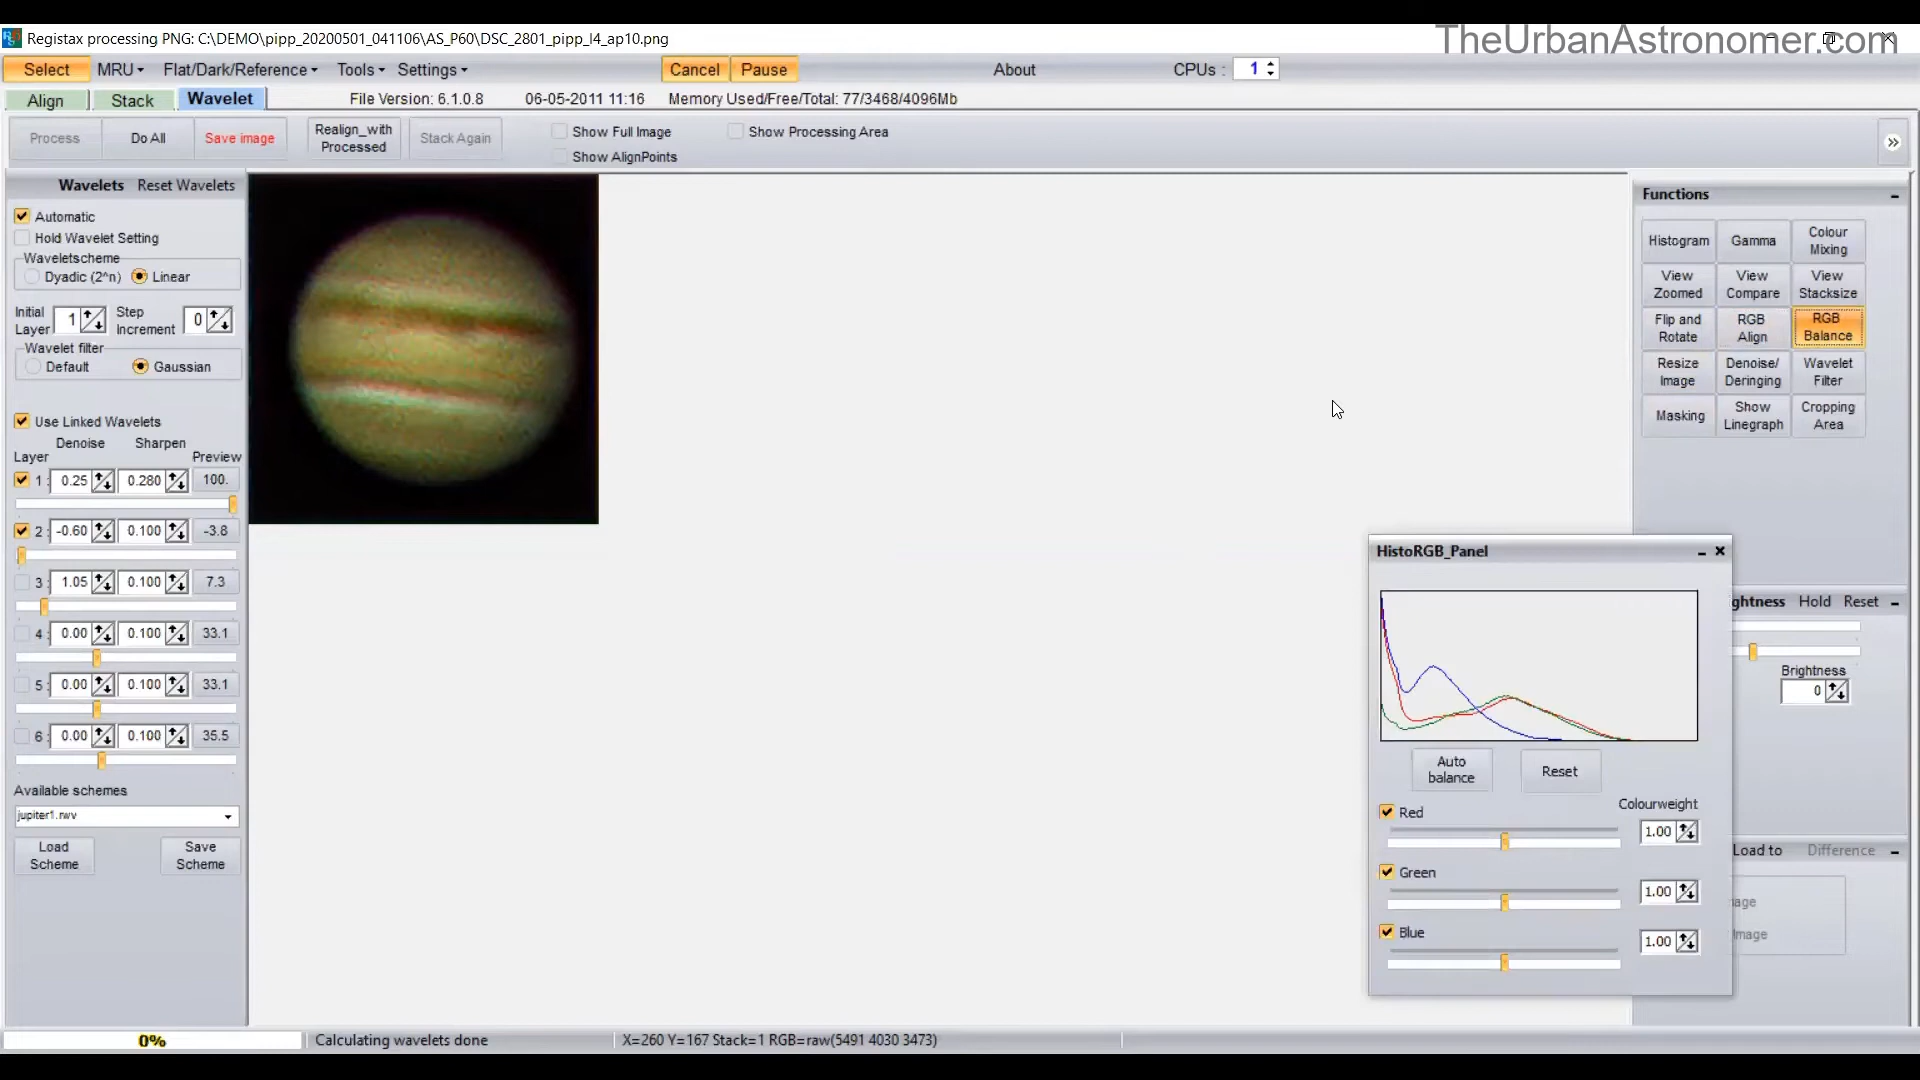 TheUrbanAstronomer.com
Registax processing PNG: C:\DEMO\pipp_20200501_041106\AS_P60\DSC_2801_pipp_l4_ap10.png
Select MRU Flat/Dark/Reference Tools Settings Cancel Pause About CPUs : 1
Align Stack Wavelet File Version: 6.1.0.8 06-05-2011 11:16 Memory Used/Free/Total: 77/3468/4096Mb
Process Do All Save image Realign_with Processed Stack Again
Show Full Image Show Processing Area
Show AlignPoints
»
Wavelets Reset Wavelets
Automatic
Hold Wavelet Setting
Waveletscheme
Dyadic (2^n) Linear
Initial Layer 1 Step Increment 0
Wavelet filter
Default Gaussian
Use Linked Wavelets
Denoise Sharpen
Layer Preview
1 : 0.25 0.280 100.
2 : -0.60 0.100 -3.8
3 : 1.05 0.100 7.3
4 : 0.00 0.100 33.1
5 : 0.00 0.100 33.1
6 : 0.00 0.100 35.5
Available schemes
jupiter1.rwv
Load Scheme Save Scheme
Functions
Histogram Gamma Colour Mixing
View Zoomed View Compare View Stacksize
Flip and Rotate RGB Align RGB Balance
Resize Image Denoise/ Deringing Wavelet Filter
Masking Show Linegraph Cropping Area
HistoRGB_Panel
Auto balance Reset
Colourweight
Red 1.00
Green 1.00
Blue 1.00
ghtness Hold Reset
Brightness
0
Load to Difference
age
mage
0% Calculating wavelets done X=260 Y=167 Stack=1 RGB=raw(5491 4030 3473)